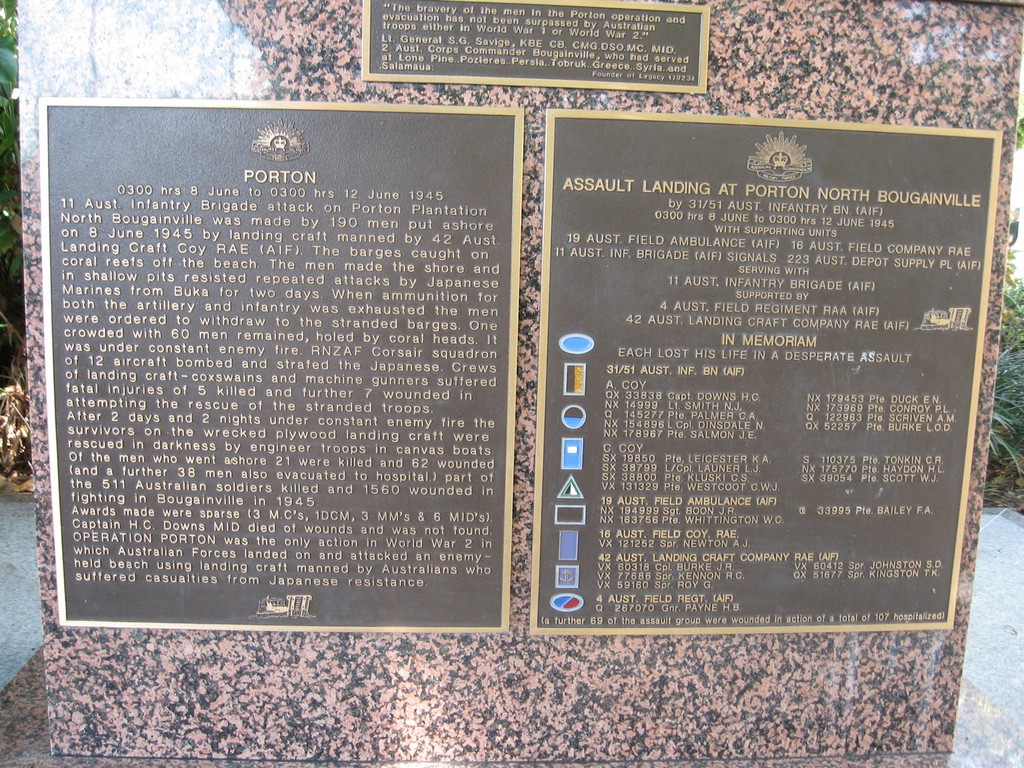 "The bravery of the men in the Porton operation and
evacuation has not been surpassed by Australian
troops either in World War 1 or World War 2."
Lt. General S.G. Savige, KBE CB. CMG.DSO.MC. MID.
2 Aust. Corps Commander Bougainville, who had served
at Lone Pine..Pozieres.Persia..Tobruk.Greece.Syria.and
Salamaua.
Founder of Legacy (1923)
PORTON
0300 hrs 8 June to 0300 hrs 12 June 1945
11 Aust. Infantry Brigade attack on Porton Plantation
North Bougainville was made by 190 men put ashore
on 8 June 1945 by landing craft manned by 42 Aust.
Landing Craft Coy RAE (AIF). The barges caught on
coral reefs off the beach. The men made the shore and
in shallow pits resisted repeated attacks by Japanese
Marines from Buka for two days. When ammunition for
both the artillery and infantry was exhausted the men
were ordered to withdraw to the stranded barges. One
crowded with 60 men remained, holed by coral heads. It
was under constant enemy fire. RNZAF Corsair squadron
of 12 aircraft bombed and strafed the Japanese. Crews
of landing craft-coxswains and machine gunners suffered
fatal injuries of 5 killed and further 7 wounded in
attempting the rescue of the stranded troops.
After 2 days and 2 nights under constant enemy fire the
survivors on the wrecked plywood landing craft were
rescued in darkness by engineer troops in canvas boats.
Of the men who went ashore 21 were killed and 62 wounded
(and a further 38 men also evacuated to hospital.) part of
the 511 Australian soldiers killed and 1560 wounded in
fighting in Bougainville in 1945
Awards made were sparse (3 M.C's, 1DCM, 3 MM's & 6 MID's).
Captain H.C. Downs MID died of wounds and was not found.
OPERATION PORTON was the only action in World War 2 in
which Australian Forces landed on and attacked an enemy-
held beach using landing craft manned by Australians who
suffered casualties from Japanese resistance.
ASSAULT LANDING AT PORTON NORTH BOUGAINVILLE
by 31/51 AUST. INFANTRY BN. (AIF)
0300 hrs 8 JUNE to 0300 hrs 12 JUNE 1945
WITH SUPPORTING UNITS
19 AUST. FIELD AMBULANCE (AIF) 16 AUST. FIELD COMPANY RAE
11 AUST. INF. BRIGADE (AIF) SIGNALS 223 AUST. DEPOT SUPPLY PL (AIF)
SERVING WITH
11 AUST. INFANTRY BRIGADE (AIF)
SUPPORTED BY
4 AUST. FIELD REGIMENT RAA (AIF)
42 AUST. LANDING CRAFT COMPANY RAE (AIF)
IN MEMORIAM
EACH LOST HIS LIFE IN A DESPERATE ASSAULT
31/51 AUST. INF. BN (AIF)
A. COY
QX 33838 Capt. DOWNS H.C. NX 179453 Pte. DUCK E.N.
NX 14999 Lt. SMITH N.J. NX 173969 Pte. CONROY P.L.
Q 145277 Pte. PALMER C.A. Q 122963 Pte SCRIVEN A.M.
NX 154896 L Cpl. DINSDALE N. QX 52257 Pte. BURKE L.O.D
NX 178967 Pte. SALMON J.E.
C. COY
SX 19850 Pte. LEICESTER K A. S 110375 Pte. TONKIN C.R.
SX 38799 L/Cpl. LAUNER L.J. NX 175770 Pte. HAYDON H.L.
SX 38800 Pte. KLUSKI C.S SX 39054 Pte. SCOTT W.J.
VX 131329 Pte. WESTCOOT C.W.J.
19 AUST. FIELD AMBULANCE (AIF)
NX 194999 Sgt. BOON J.R. Q 33995 Pte. BAILEY F.A.
NX 163756 Pte. WHITTINGTON W.C.
16 AUST. FIELD COY. RAE.
VX 121252 Spr. NEWTON A.J.
42 AUST. LANDING CRAFT COMPANY RAE (AIF)
VX 60318 Cpl. BURKE J.R VX 60412 Spr. JOHNSTON S.D.
VX 77686 Spr. KENNON R.C. QX 51677 Spr. KINGSTON T.K.
VX 59160 Spr. ROY G.
4 AUST. FIELD REGT. (AIF)
Q 267070 Gnr. PAYNE H.B.
(a further 69 of the assault group were wounded in action of a total of 107 hospitalized)